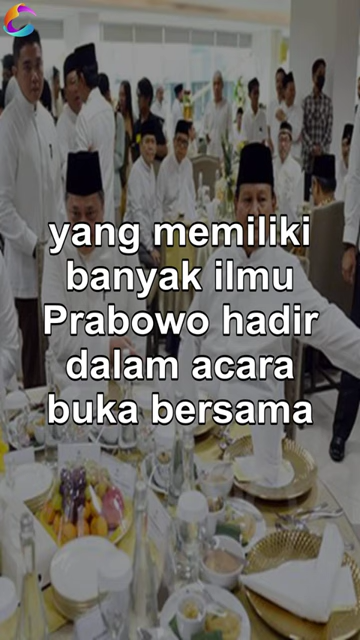 yang memiliki
banyak ilmu
Prabowo hadir
dalam acara
buka bersama